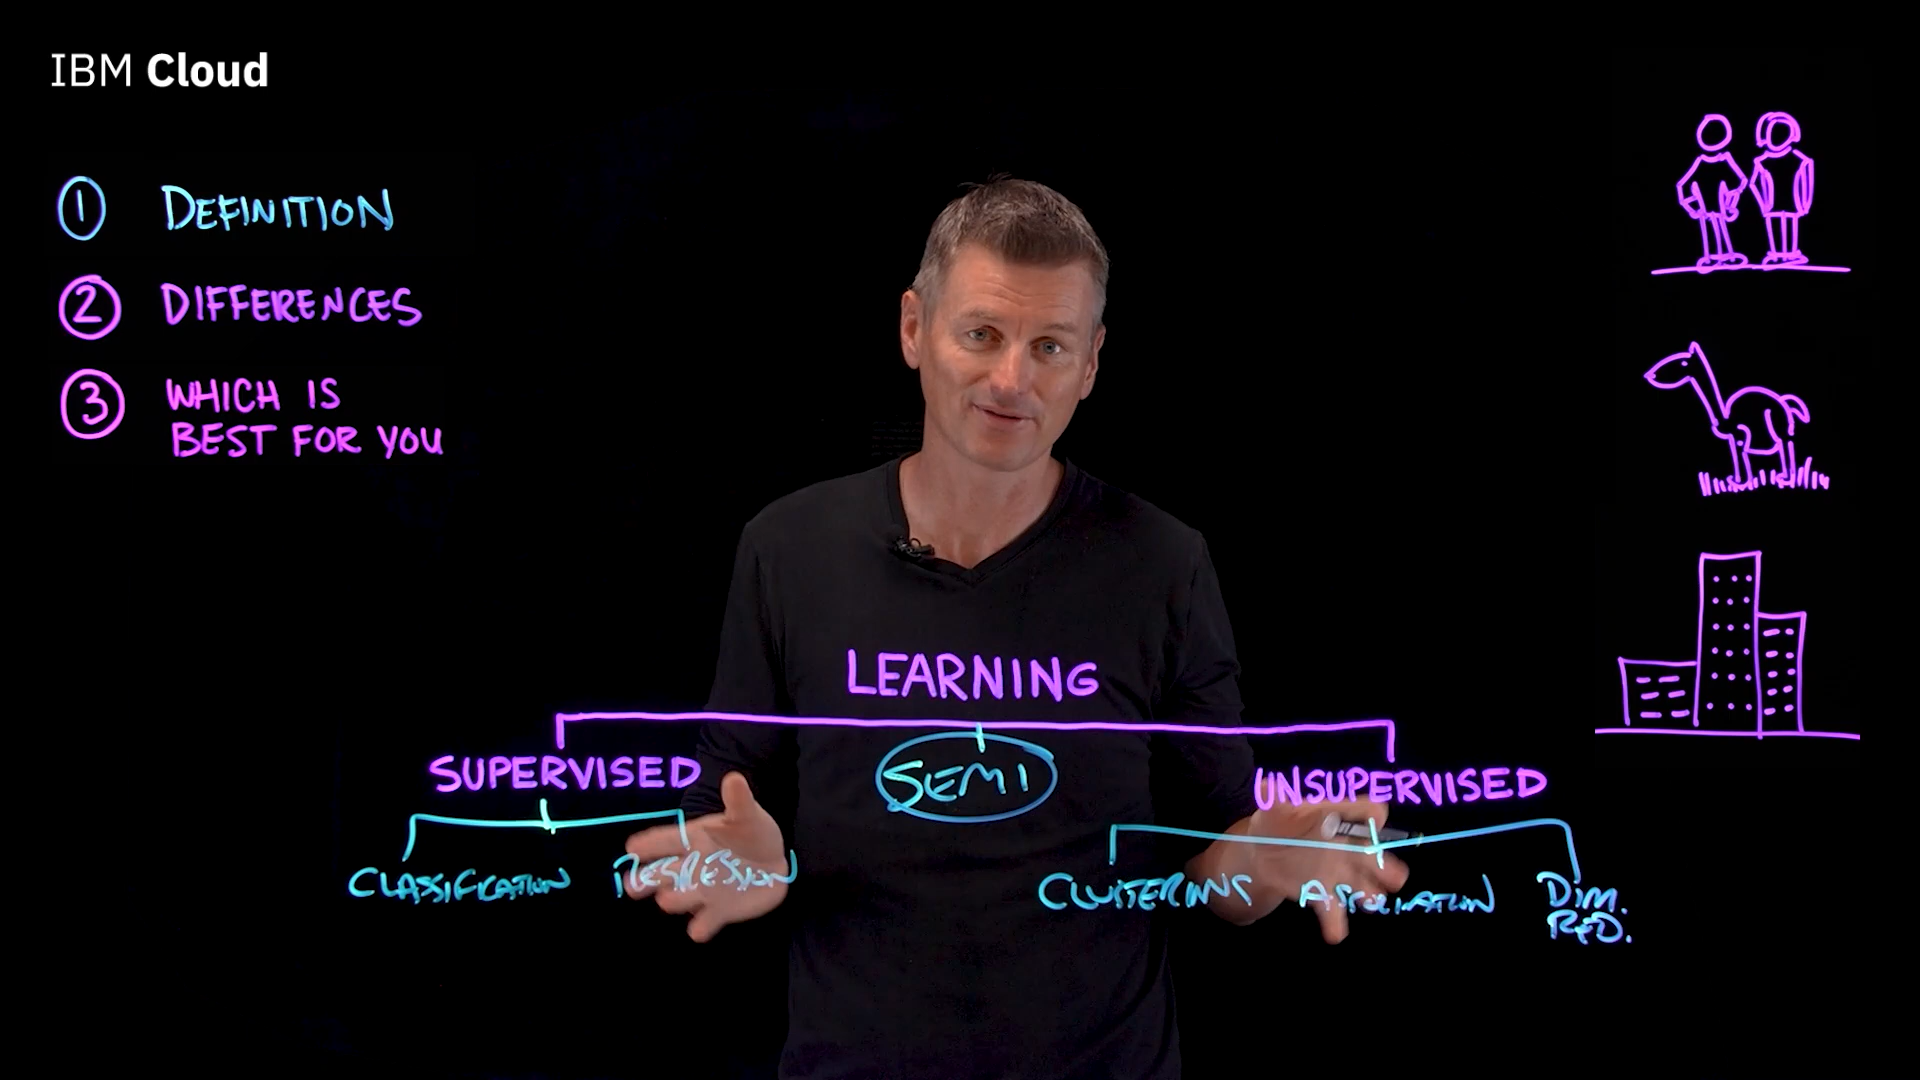 IBM Cloud
1 DEFINITION
2 DIFFERENCES
3 WHICH IS
BEST FOR YOU
LEARNING
SUPERVISED
SEMI
UNSUPERVISED
CLASSIFICATION
REGRESSION
CLUSTERING
ASSOCIATION
DIM.
RED.